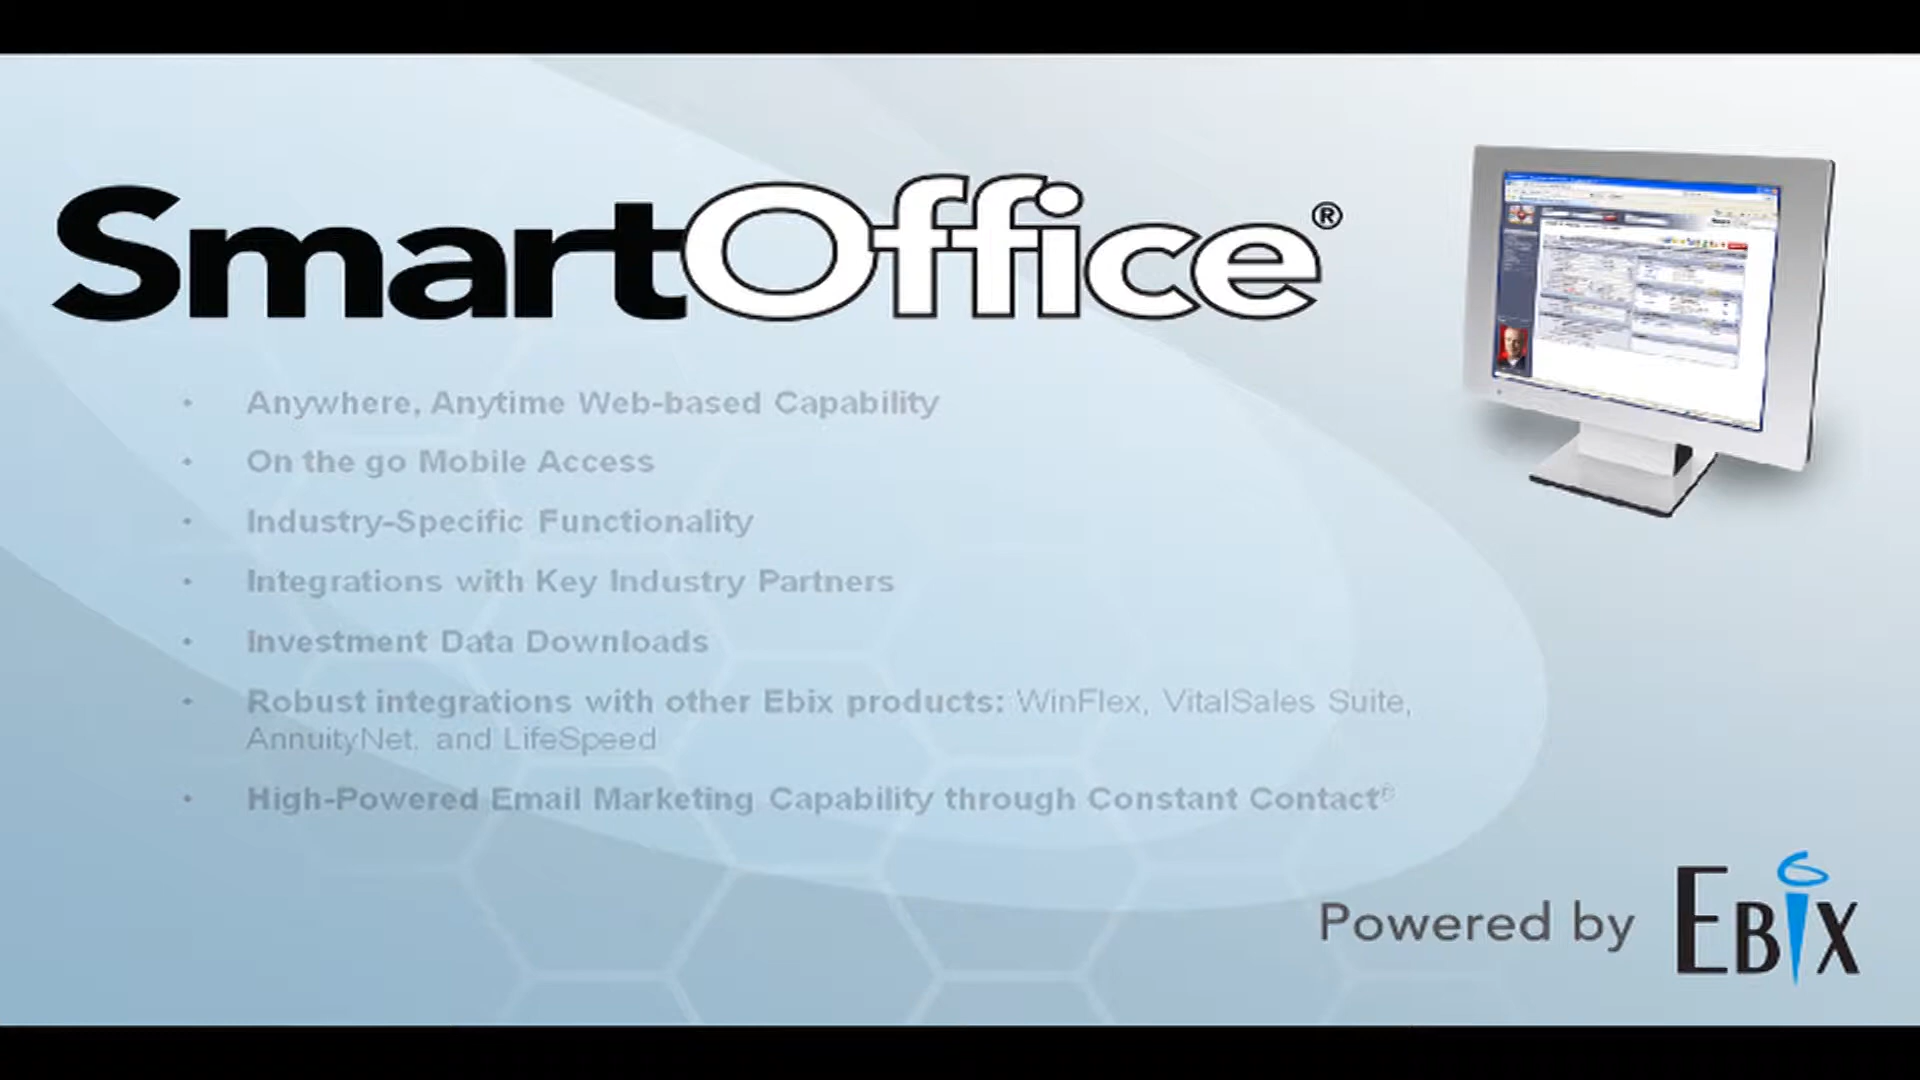 SmartOffice®
• Anywhere, Anytime Web-based Capability
• On the go Mobile Access
• Industry-Specific Functionality
• Integrations with Key Industry Partners
• Investment Data Downloads
• Robust integrations with other Ebix products: WinFlex, VitalSales Suite,
AnnuityNet, and LifeSpeed
• High-Powered Email Marketing Capability through Constant Contact®
Powered by EBIX